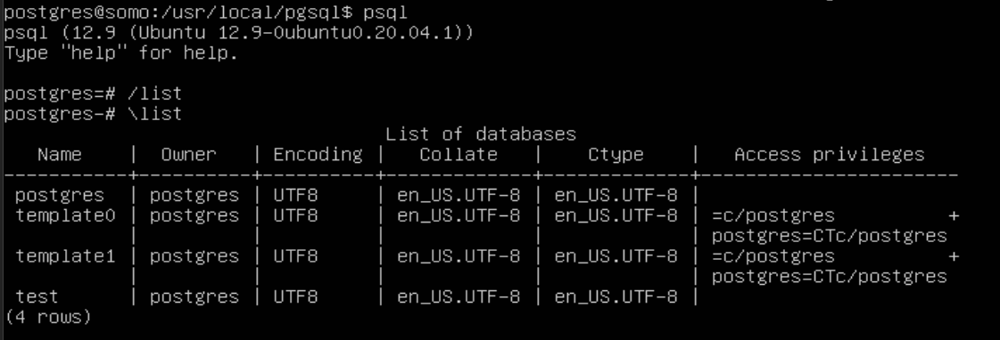 postgres@somo:/usr/local/pgsql$ psql
psql (12.9 (Ubuntu 12.9-0ubuntu0.20.04.1))
Type "help" for help.

postgres=# /list
postgres-# \list
                                  List of databases
   Name    |  Owner   | Encoding |   Collate   |    Ctype    |   Access privileges
-----------+----------+----------+-------------+-------------+-----------------------
 postgres  | postgres | UTF8     | en_US.UTF-8 | en_US.UTF-8 |
 template0 | postgres | UTF8     | en_US.UTF-8 | en_US.UTF-8 | =c/postgres          +
           |          |          |             |             | postgres=CTc/postgres
 template1 | postgres | UTF8     | en_US.UTF-8 | en_US.UTF-8 | =c/postgres          +
           |          |          |             |             | postgres=CTc/postgres
 test      | postgres | UTF8     | en_US.UTF-8 | en_US.UTF-8 |
(4 rows)